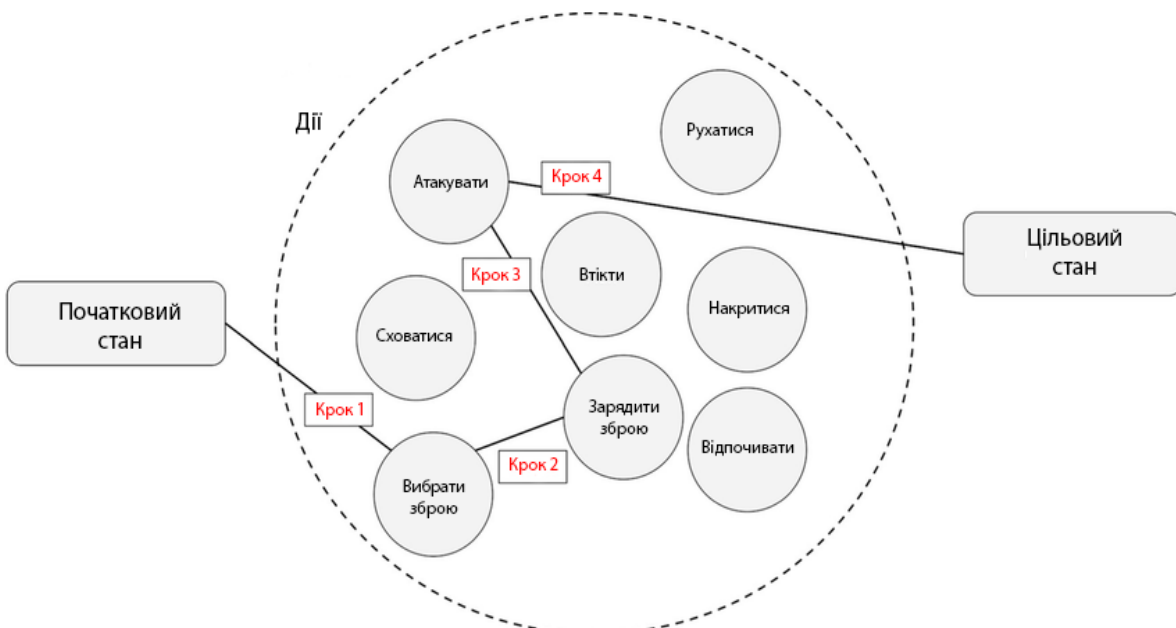 Дії
Рухатися
Атакувати
Крок 4
Цільовий
стан
Крок 3
Втікти
Накритися
Початковий
стан
Сховатися
Крок 1
Зарядити
зброю
Відпочивати
Крок 2
Вибрати
зброю